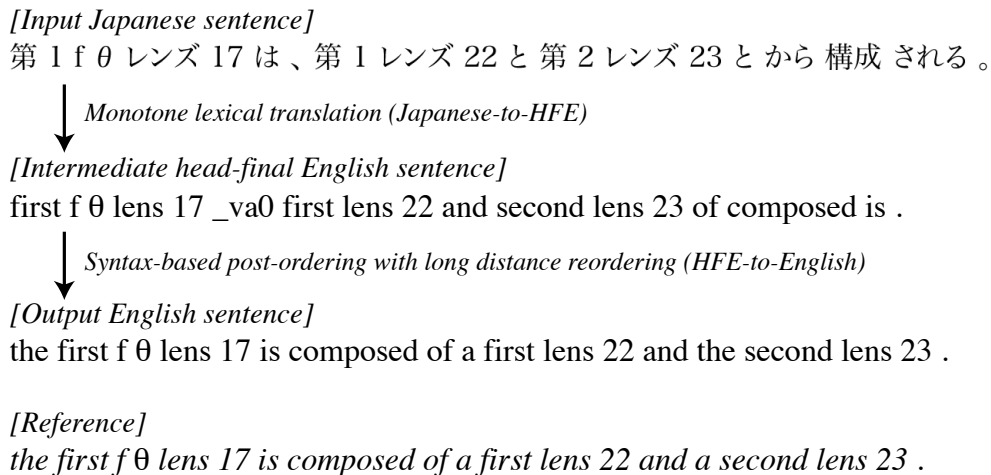 [Input Japanese sentence]
第 1 f θ レンズ 17 は 、 第 1 レンズ 22 と 第 2 レンズ 23 と から 構成 される 。
Monotone lexical translation (Japanese-to-HFE)
[Intermediate head-final English sentence]
first f θ lens 17 _va0 first lens 22 and second lens 23 of composed is .
Syntax-based post-ordering with long distance reordering (HFE-to-English)
[Output English sentence]
the first f θ lens 17 is composed of a first lens 22 and the second lens 23 .
[Reference]
the first f θ lens 17 is composed of a first lens 22 and a second lens 23 .